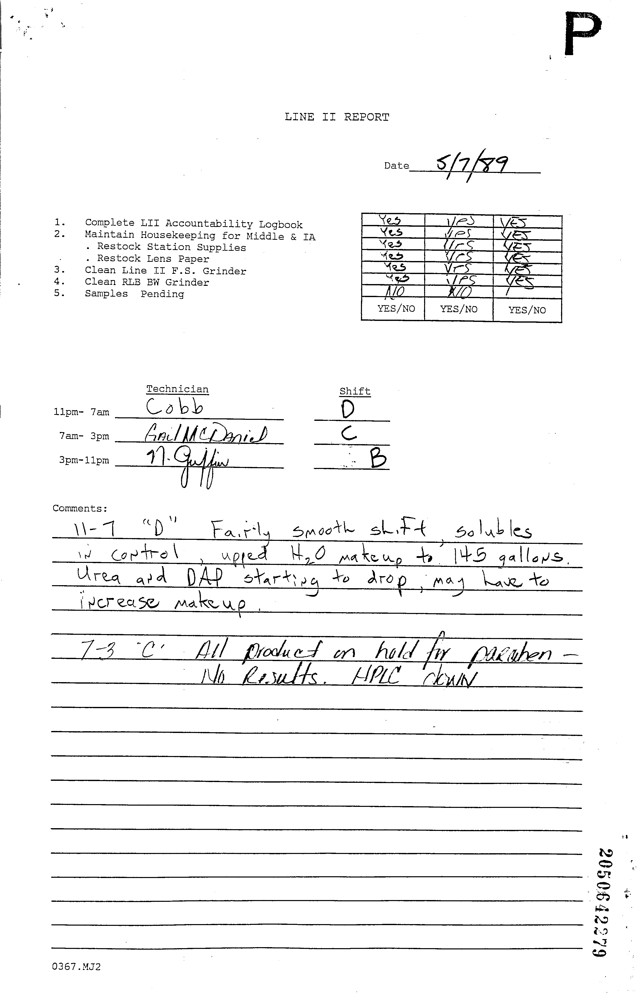 P
LINE II REPORT
Date 5/7/89
1. Complete LII Accountability Logbook Yes Yes YES
2. Maintain Housekeeping for Middle & IA Yes Yes YES
. Restock Station Supplies Yes Yes YES
. Restock Lens Paper Yes Yes YES
3. Clean Line II F.S. Grinder Yes Yes YES
4. Clean RLB BW Grinder Yes Yes YES
5. Samples Pending NO NO
YES/NO YES/NO YES/NO
Technician Shift
11pm- 7am Cobb D
7am- 3pm Gail McDaniel C
3pm-11pm N. Guffin B
Comments:
11-7 "D" Fairly smooth shift, solubles
in control, upped H2O makeup to 145 gallons.
Urea and DAP starting to drop, may have to
increase makeup.
7-3 "C" All product on hold for paraben -
No Results. HPLC down
2050642279
0367.MJ2